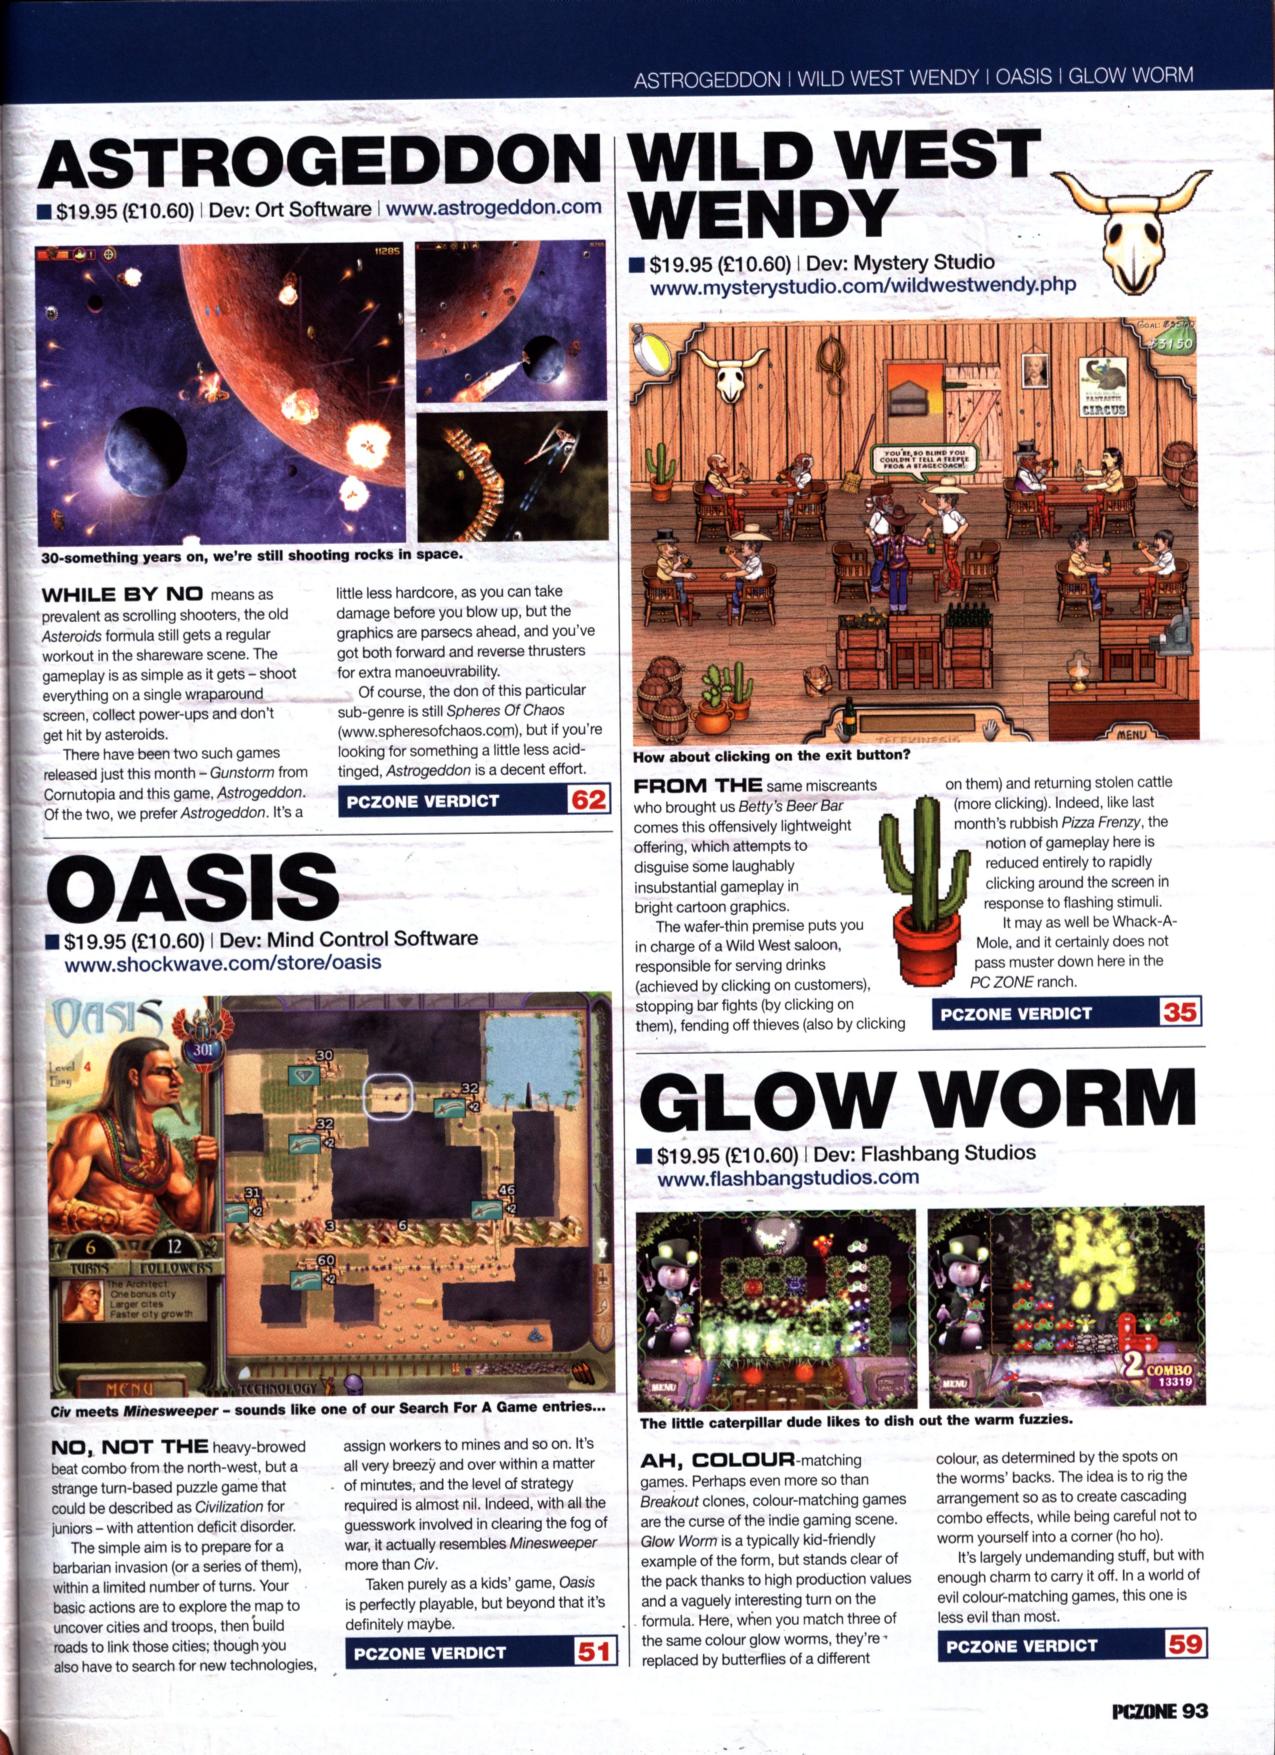 ASTROGEDDON | WILD WEST WENDY | OASIS | GLOW WORM
ASTROGEDDON
$19.95 (£10.60) | Dev: Ort Software | www.astrogeddon.com
11285
30-something years on, we're still shooting rocks in space.
WHILE BY NO means as
prevalent as scrolling shooters, the old
Asteroids formula still gets a regular
workout in the shareware scene. The
gameplay is as simple as it gets – shoot
everything on a single wraparound
screen, collect power-ups and don't
get hit by asteroids.
There have been two such games
released just this month – Gunstorm from
Cornutopia and this game, Astrogeddon.
Of the two, we prefer Astrogeddon. It's a
little less hardcore, as you can take
damage before you blow up, but the
graphics are parsecs ahead, and you've
got both forward and reverse thrusters
for extra manoeuvrability.
Of course, the don of this particular
sub-genre is still Spheres Of Chaos
(www.spheresofchaos.com), but if you're
looking for something a little less acid-
tinged, Astrogeddon is a decent effort.
PCZONE VERDICT 62
OASIS
$19.95 (£10.60) | Dev: Mind Control Software
www.shockwave.com/store/oasis
OASIS
301
Level 4
Easy
30
32
+2
32
+2
31
+2
46
+2
3
6
60
+2
6
12
TURNS
FOLLOWERS
The Architect
One bonus city
Larger cites
Faster city growth
MENU
TECHNOLOGY
Civ meets Minesweeper – sounds like one of our Search For A Game entries...
NO, NOT THE heavy-browed
beat combo from the north-west, but a
strange turn-based puzzle game that
could be described as Civilization for
juniors – with attention deficit disorder.
The simple aim is to prepare for a
barbarian invasion (or a series of them),
within a limited number of turns. Your
basic actions are to explore the map to
uncover cities and troops, then build
roads to link those cities; though you
also have to search for new technologies,
assign workers to mines and so on. It's
all very breezy and over within a matter
of minutes, and the level of strategy
required is almost nil. Indeed, with all the
guesswork involved in clearing the fog of
war, it actually resembles Minesweeper
more than Civ.
Taken purely as a kids' game, Oasis
is perfectly playable, but beyond that it's
definitely maybe.
PCZONE VERDICT 51
WILD WEST
WENDY
$19.95 (£10.60) | Dev: Mystery Studio
www.mysterystudio.com/wildwestwendy.php
$3150
FANTASTIC
CIRCUS
YOU'RE SO BLIND YOU
COULDN'T TELL A TEEPEE
FROM A STAGECOACH!
MENU
How about clicking on the exit button?
FROM THE same miscreants
who brought us Betty's Beer Bar
comes this offensively lightweight
offering, which attempts to
disguise some laughably
insubstantial gameplay in
bright cartoon graphics.
The wafer-thin premise puts you
in charge of a Wild West saloon,
responsible for serving drinks
(achieved by clicking on customers),
stopping bar fights (by clicking on
them), fending off thieves (also by clicking
on them) and returning stolen cattle
(more clicking). Indeed, like last
month's rubbish Pizza Frenzy, the
notion of gameplay here is
reduced entirely to rapidly
clicking around the screen in
response to flashing stimuli.
It may as well be Whack-A-
Mole, and it certainly does not
pass muster down here in the
PC ZONE ranch.
PCZONE VERDICT 35
GLOW WORM
$19.95 (£10.60) | Dev: Flashbang Studios
www.flashbangstudios.com
MENU
MENU
2 COMBO
13319
The little caterpillar dude likes to dish out the warm fuzzies.
AH, COLOUR-matching
games. Perhaps even more so than
Breakout clones, colour-matching games
are the curse of the indie gaming scene.
Glow Worm is a typically kid-friendly
example of the form, but stands clear of
the pack thanks to high production values
and a vaguely interesting turn on the
formula. Here, when you match three of
the same colour glow worms, they're
replaced by butterflies of a different
colour, as determined by the spots on
the worms' backs. The idea is to rig the
arrangement so as to create cascading
combo effects, while being careful not to
worm yourself into a corner (ho ho).
It's largely undemanding stuff, but with
enough charm to carry it off. In a world of
evil colour-matching games, this one is
less evil than most.
PCZONE VERDICT 59
PCZONE 93